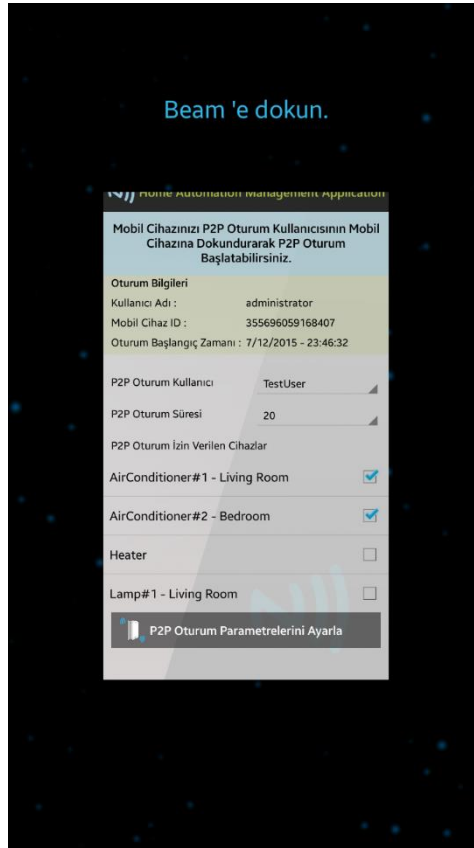 Beam 'e dokun.
Home Automation Management Application
Mobil Cihazınızı P2P Oturum Kullanıcısının Mobil
Cihazına Dokundurarak P2P Oturum
Başlatabilirsiniz.
Oturum Bilgileri
Kullanıcı Adı : administrator
Mobil Cihaz ID : 355696059168407
Oturum Başlangıç Zamanı : 7/12/2015 - 23:46:32
P2P Oturum Kullanıcı TestUser
P2P Oturum Süresi 20
P2P Oturum İzin Verilen Cihazlar
AirConditioner#1 - Living Room
AirConditioner#2 - Bedroom
Heater
Lamp#1 - Living Room
P2P Oturum Parametrelerini Ayarla